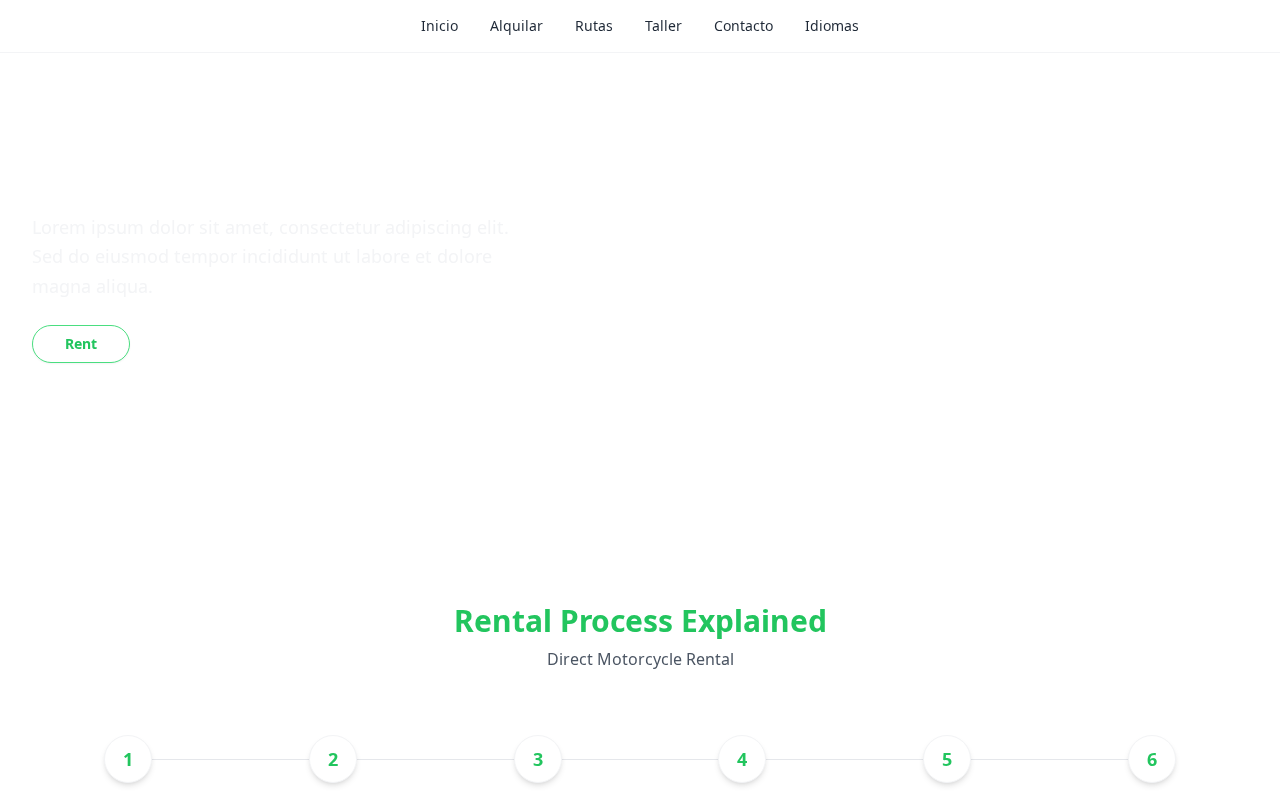 Inicio Alquilar Rutas Taller Contacto Idiomas
Lorem ipsum dolor sit amet, consectetur adipiscing elit.
Sed do eiusmod tempor incididunt ut labore et dolore
magna aliqua.
Rent
Rental Process Explained
Direct Motorcycle Rental
1 2 3 4 5 6